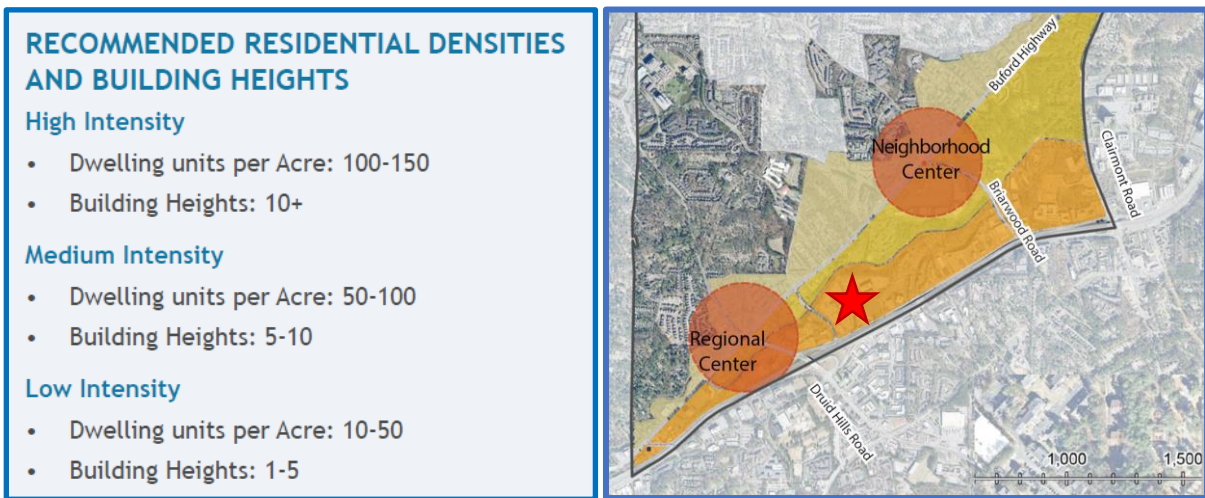 RECOMMENDED RESIDENTIAL DENSITIES
AND BUILDING HEIGHTS
High Intensity
• Dwelling units per Acre: 100-150
• Building Heights: 10+
Medium Intensity
• Dwelling units per Acre: 50-100
• Building Heights: 5-10
Low Intensity
• Dwelling units per Acre: 10-50
• Building Heights: 1-5
Buford Highway
Neighborhood
Center
Clairmont Road
Briarwood Road
Regional
Center
Druid Hills Road
1,000
1,500